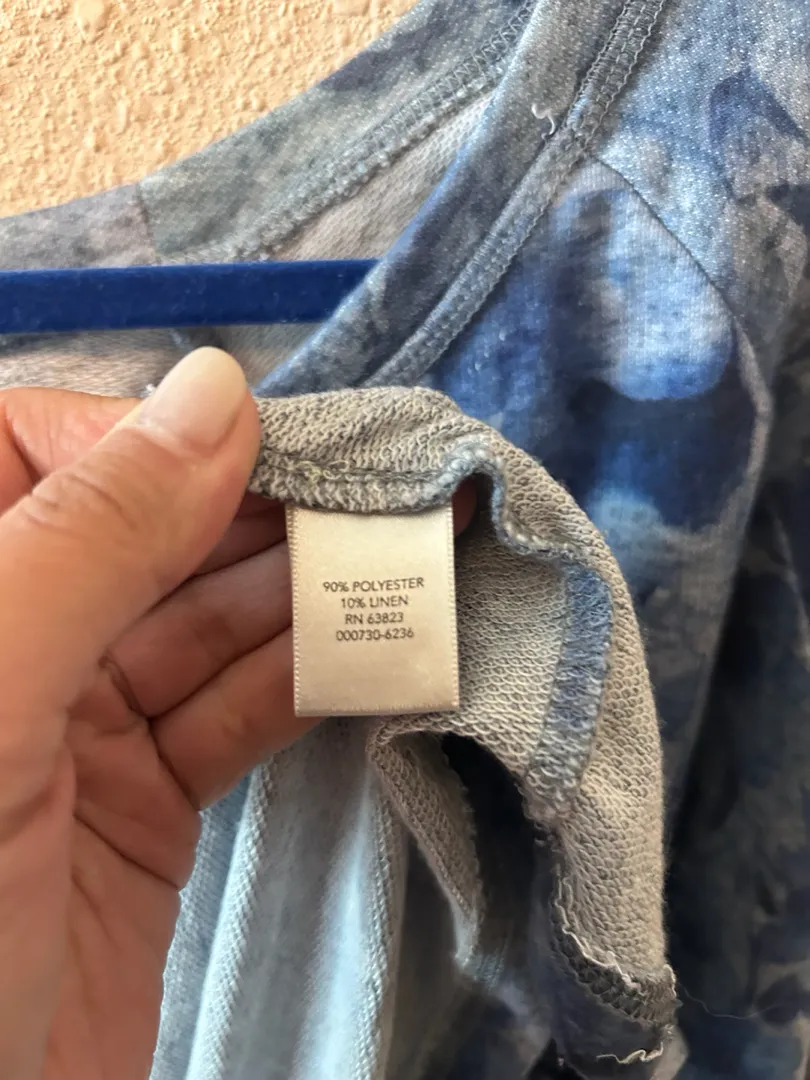 90% POLYESTER
10% LINEN
RN 63823
000730-6236